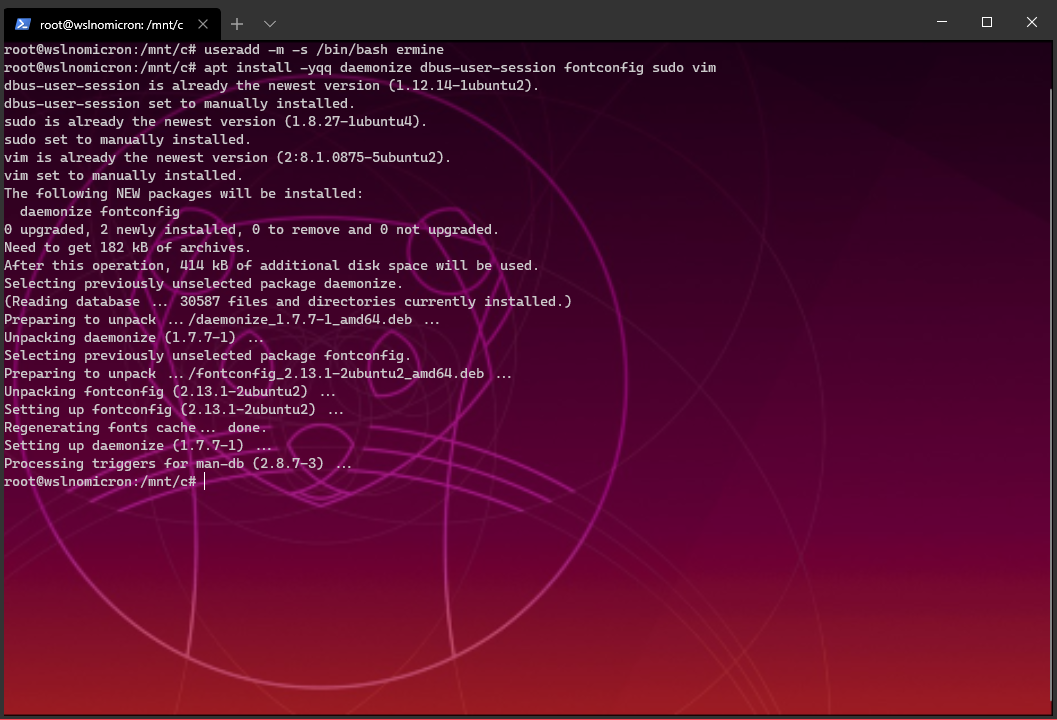 root@wslnomicron: /mnt/c
root@wslnomicron:/mnt/c# useradd -m -s /bin/bash ermine
root@wslnomicron:/mnt/c# apt install -yqq daemonize dbus-user-session fontconfig sudo vim
dbus-user-session is already the newest version (1.12.14-1ubuntu2).
dbus-user-session set to manually installed.
sudo is already the newest version (1.8.27-1ubuntu4).
sudo set to manually installed.
vim is already the newest version (2:8.1.0875-5ubuntu2).
vim set to manually installed.
The following NEW packages will be installed:
  daemonize fontconfig
0 upgraded, 2 newly installed, 0 to remove and 0 not upgraded.
Need to get 182 kB of archives.
After this operation, 414 kB of additional disk space will be used.
Selecting previously unselected package daemonize.
(Reading database ... 30587 files and directories currently installed.)
Preparing to unpack .../daemonize_1.7.7-1_amd64.deb ...
Unpacking daemonize (1.7.7-1) ...
Selecting previously unselected package fontconfig.
Preparing to unpack .../fontconfig_2.13.1-2ubuntu2_amd64.deb ...
Unpacking fontconfig (2.13.1-2ubuntu2) ...
Setting up fontconfig (2.13.1-2ubuntu2) ...
Regenerating fonts cache... done.
Setting up daemonize (1.7.7-1) ...
Processing triggers for man-db (2.8.7-3) ...
root@wslnomicron:/mnt/c#